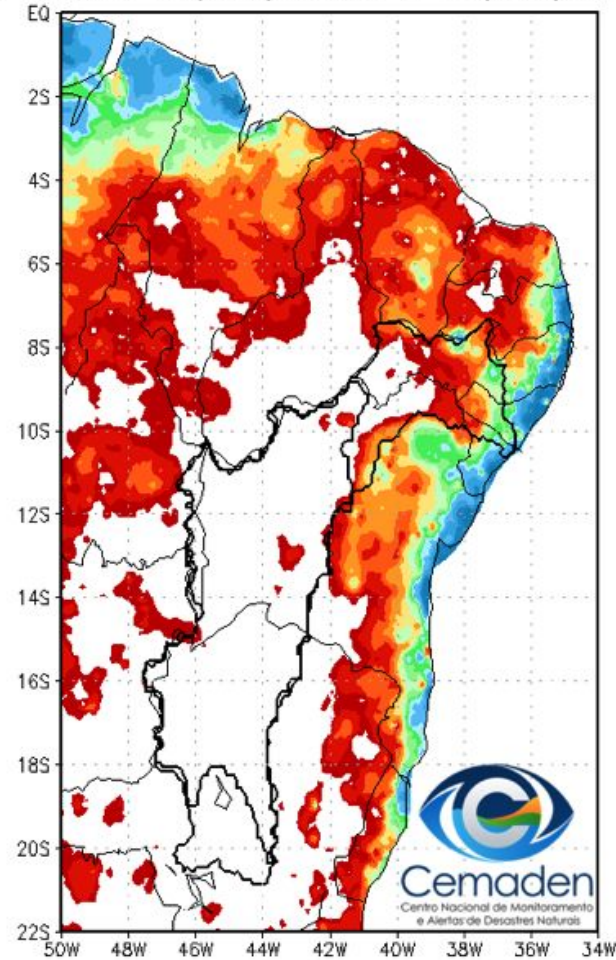 EQ
2S
4S
6S
8S
10S
12S
14S
16S
18S
20S
22S
50W 48W 46W 44W 42W 40W 38W 36W 34W
Cemaden
Centro Nacional de Monitoramento
e Alertas de Desastres Naturais